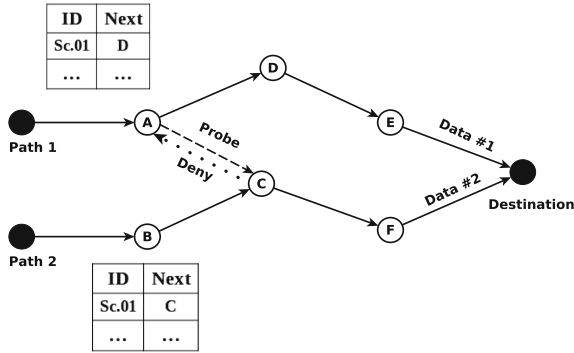 ID Next
Sc.01 D
... ...
D
A
Probe
E
Data #1
Path 1
Deny
C
Data #2
Destination
B
F
Path 2
ID Next
Sc.01 C
... ...